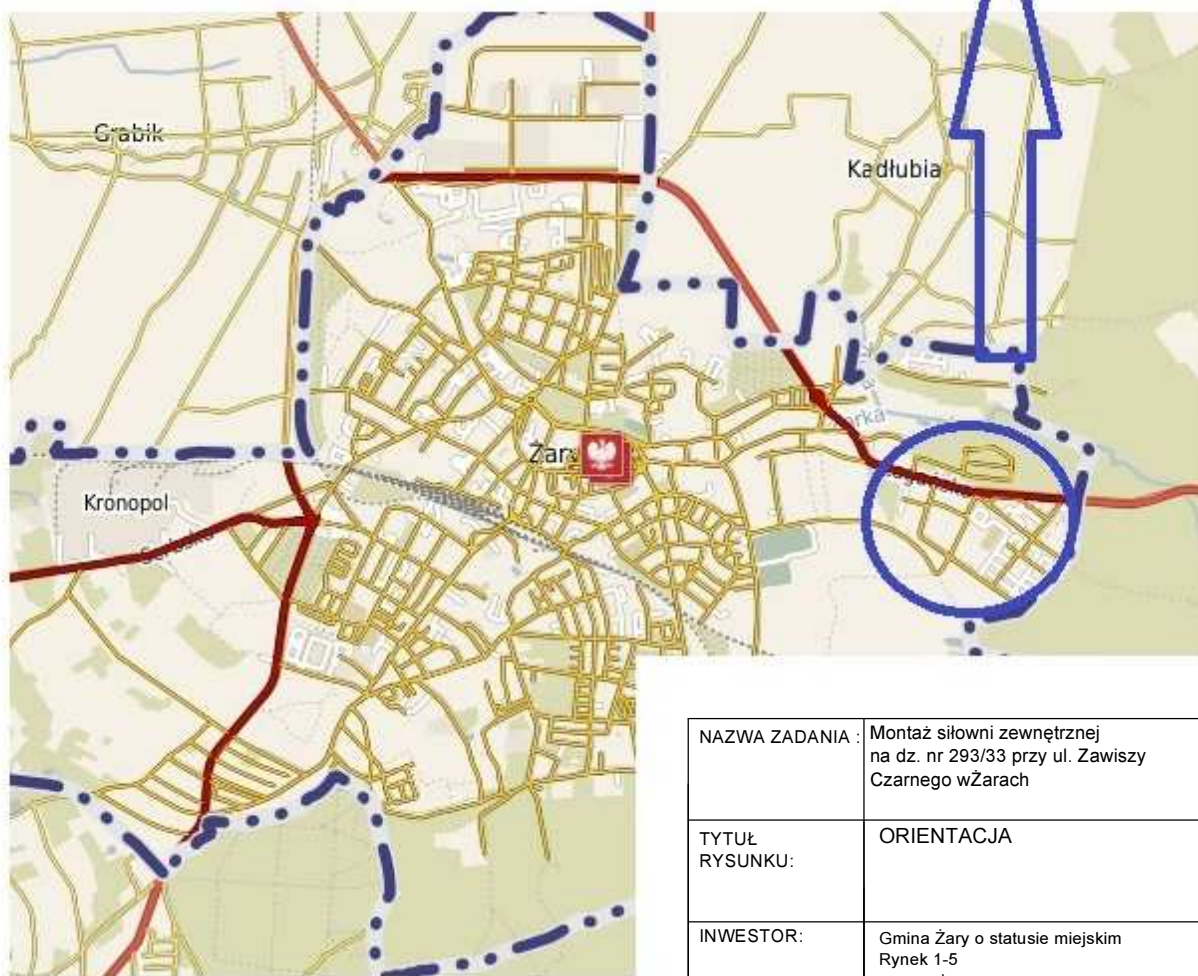 Grabik
Kadłubia
Kronopol
NAZWA ZADANIA :
Montaż siłowni zewnętrznej
na dz. nr 293/33 przy ul. Zawiszy
Czarnego wŻarach
TYTUŁ
RYSUNKU:
ORIENTACJA
INWESTOR:
Gmina Żary o statusie miejskim
Rynek 1-5